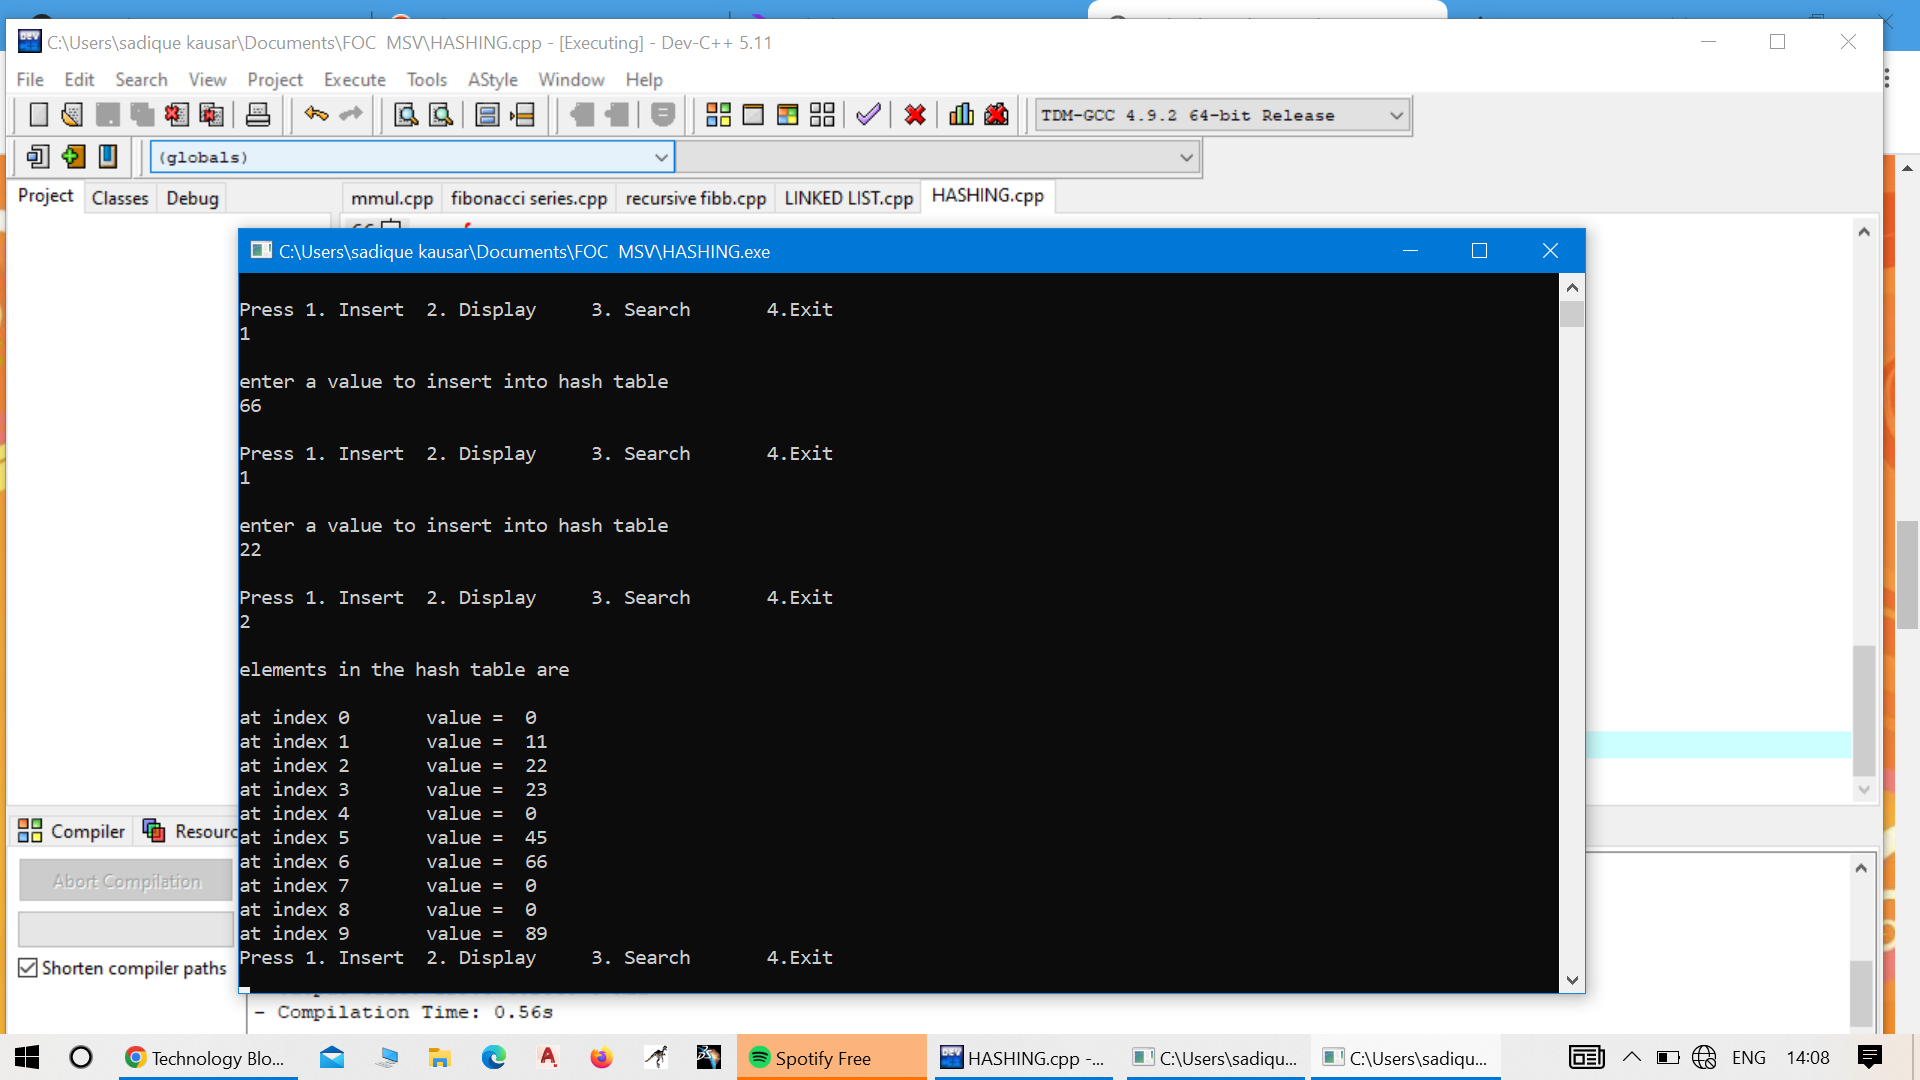 C:\Users\sadique kausar\Documents\FOC  MSV\HASHING.cpp - [Executing] - Dev-C++ 5.11
File Edit Search View Project Execute Tools AStyle Window Help
TDM-GCC 4.9.2 64-bit Release
(globals)
Project Classes Debug
mmul.cpp fibonacci series.cpp recursive fibb.cpp LINKED LIST.cpp HASHING.cpp
C:\Users\sadique kausar\Documents\FOC  MSV\HASHING.exe
Press 1. Insert  2. Display     3. Search       4.Exit
1
enter a value to insert into hash table
66
Press 1. Insert  2. Display     3. Search       4.Exit
1
enter a value to insert into hash table
22
Press 1. Insert  2. Display     3. Search       4.Exit
2
elements in the hash table are
at index 0       value =  0
at index 1       value =  11
at index 2       value =  22
at index 3       value =  23
at index 4       value =  0
at index 5       value =  45
at index 6       value =  66
at index 7       value =  0
at index 8       value =  0
at index 9       value =  89
Press 1. Insert  2. Display     3. Search       4.Exit
Compiler Resourc
Abort Compilation
Shorten compiler paths
- Compilation Time: 0.56s
Technology Blo... Spotify Free HASHING.cpp -... C:\Users\sadiqu... C:\Users\sadiqu... ENG 14:08